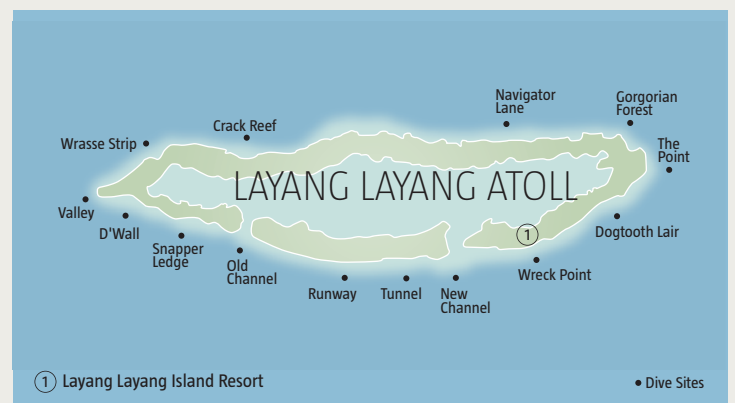 Navigator
Lane
Gorgorian
Forest
Crack Reef
Wrasse Strip
The
Point
LAYANG LAYANG ATOLL
Valley
D'Wall
Snapper
Ledge
Old
Channel
1
Dogtooth Lair
Wreck Point
Runway
Tunnel
New
Channel
1 Layang Layang Island Resort
• Dive Sites